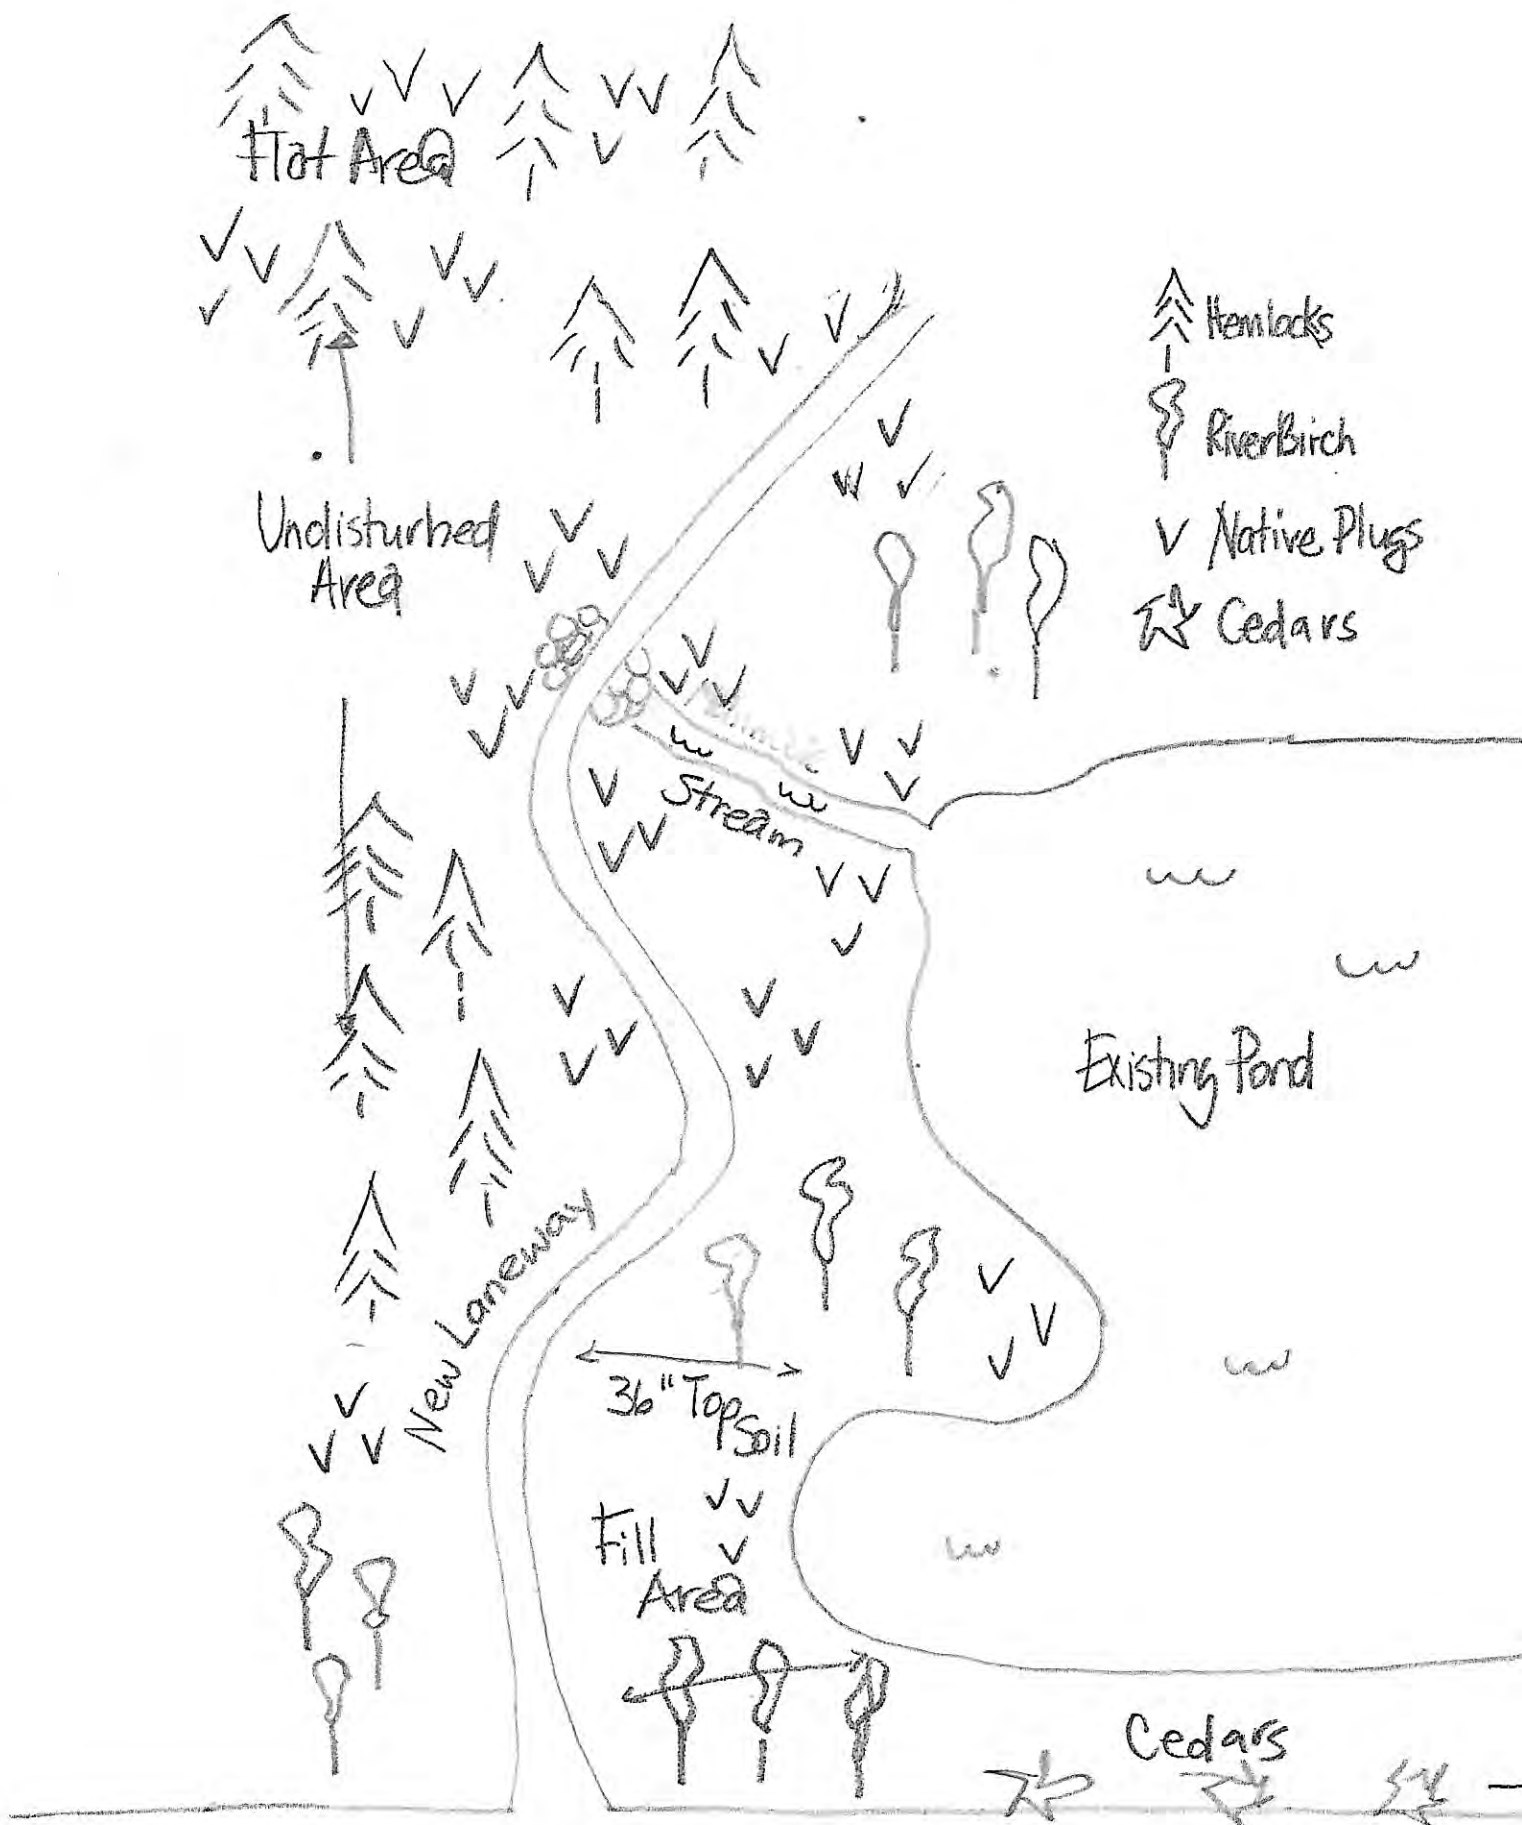 Flat Area
Hemlocks
RiverBirch
Native Plugs
Cedars
Undisturbed
Area
Stream
Existing Pond
New Laneway
36" Top
Soil
Fill
Area
Cedars